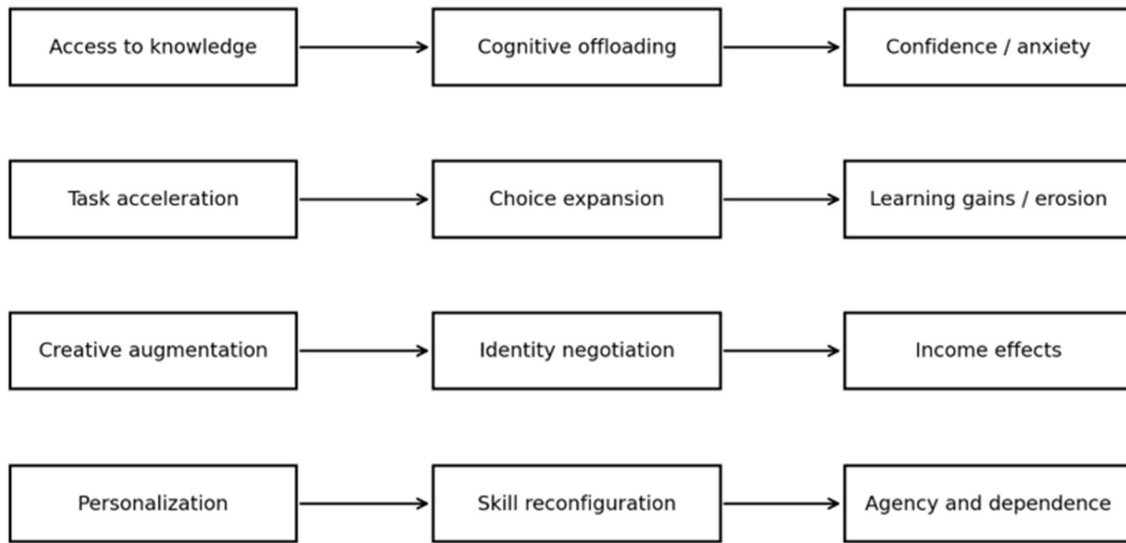 Access to knowledge
Cognitive offloading
Confidence / anxiety
Task acceleration
Choice expansion
Learning gains / erosion
Creative augmentation
Identity negotiation
Income effects
Personalization
Skill reconfiguration
Agency and dependence